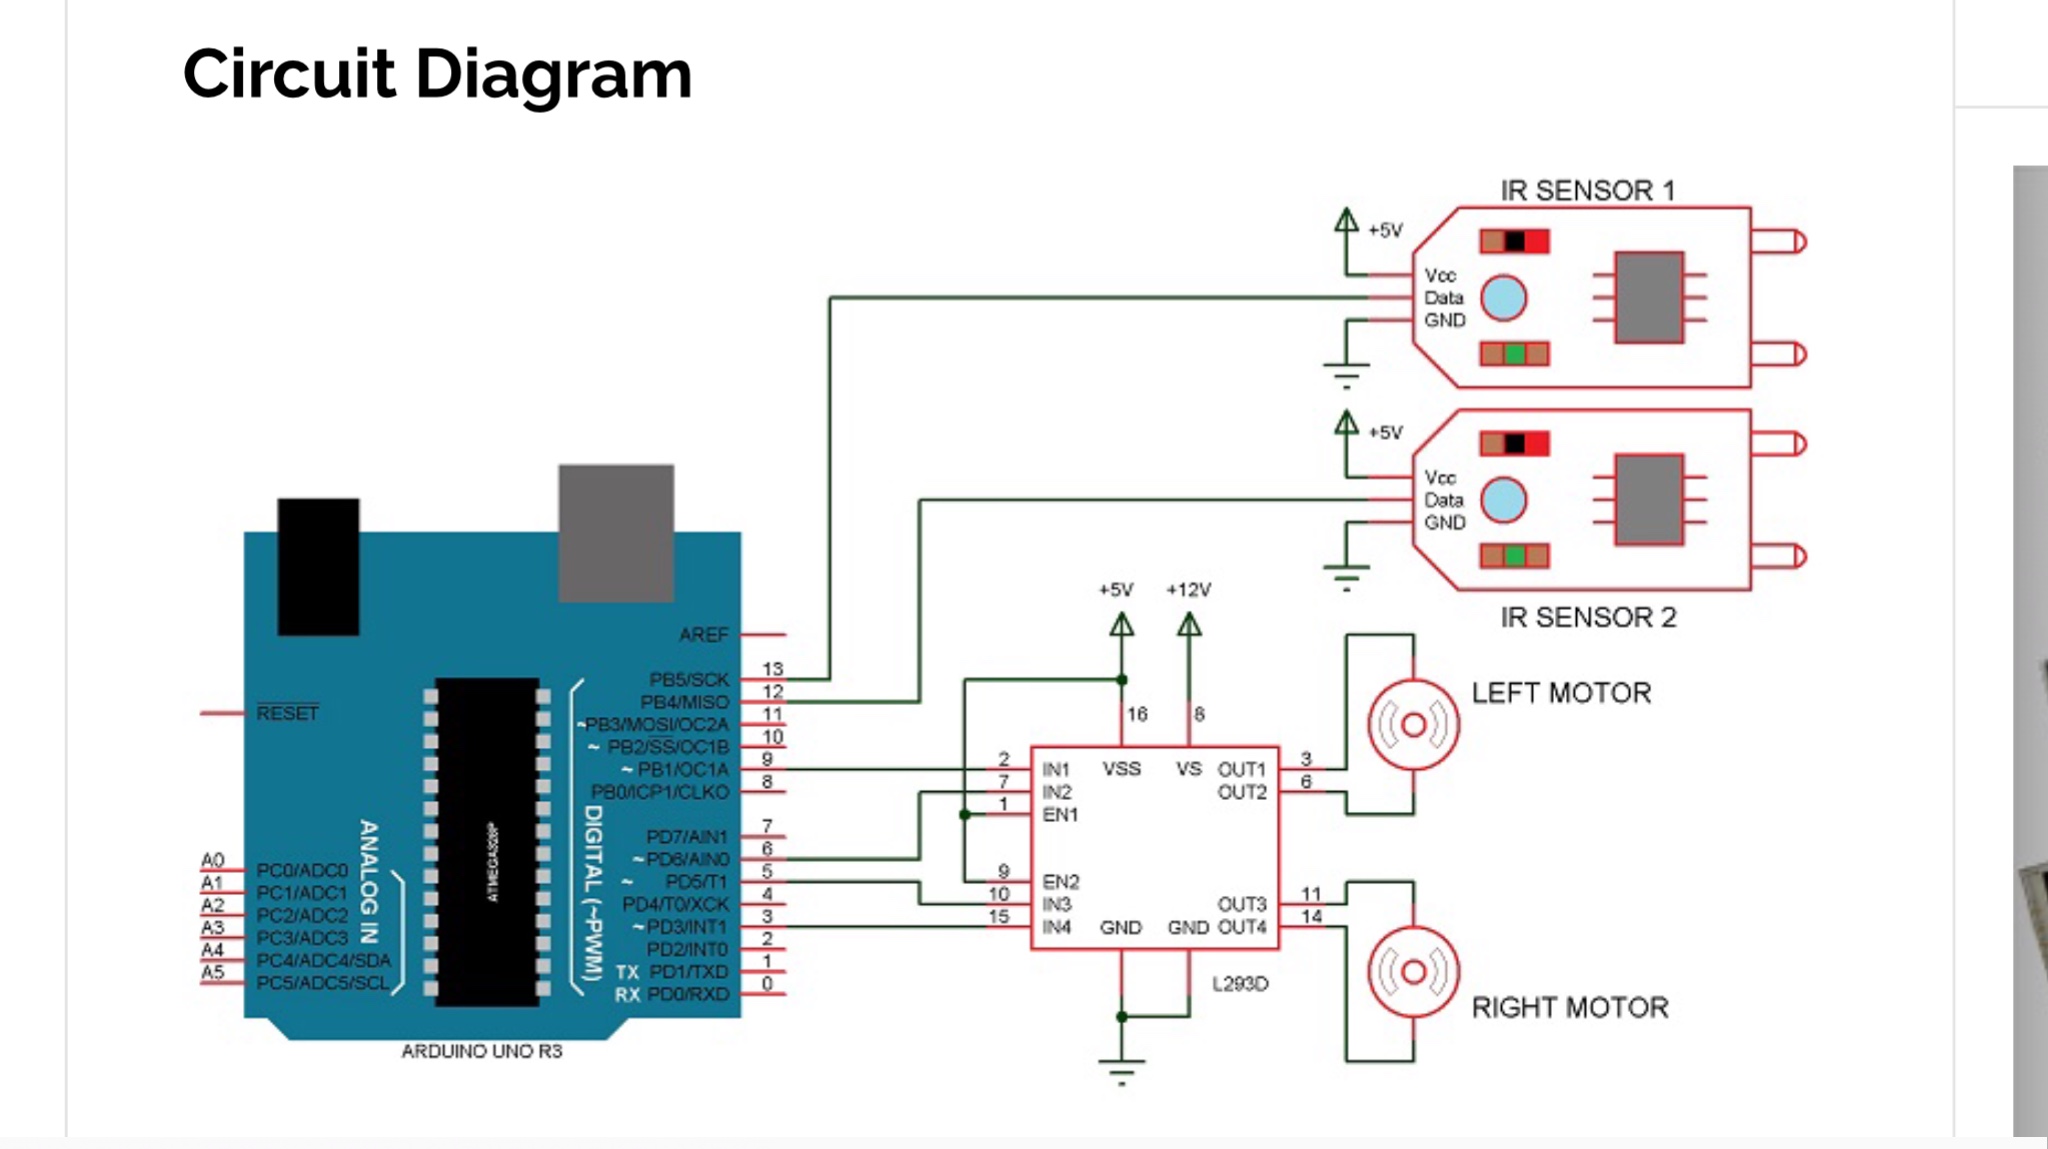 Circuit Diagram
IR SENSOR 1
+5V
Vcc
Data
GND
+5V
Vcc
Data
GND
IR SENSOR 2
AREF
PB5/SCK 13
PB4/MISO 12
~PB3/MOSI/OC2A 11
~ PB2/SS/OC1B 10
~ PB1/OC1A 9
PB0/ICP1/CLKO 8
PD7/AIN1 7
~PD6/AIN0 6
~ PD5/T1 5
PD4/T0/XCK 4
~PD3/INT1 3
PD2/INT0 2
TX PD1/TXD 1
RX PD0/RXD 0
RESET
A0 PC0/ADC0
A1 PC1/ADC1
A2 PC2/ADC2
A3 PC3/ADC3
A4 PC4/ADC4/SDA
A5 PC5/ADC5/SCL
ANALOG IN
ATMEGA328P
DIGITAL (~PWM)
ARDUINO UNO R3
+5V +12V
16 8
VSS VS
2 IN1
7 IN2
1 EN1
9 EN2
10 IN3
15 IN4
OUT1 3
OUT2 6
OUT3 11
OUT4 14
GND GND
L293D
LEFT MOTOR
RIGHT MOTOR